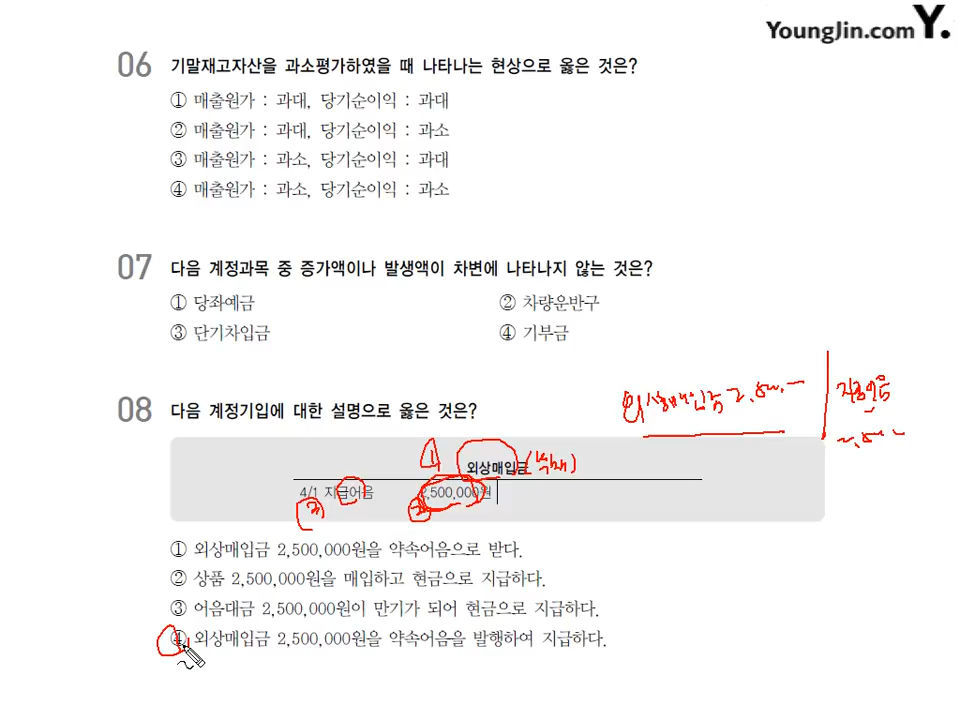 YoungJin.com Y.
06 기말재고자산을 과소평가하였을 때 나타나는 현상으로 옳은 것은?
① 매출원가 : 과대, 당기순이익 : 과대
② 매출원가 : 과대, 당기순이익 : 과소
③ 매출원가 : 과소, 당기순이익 : 과대
④ 매출원가 : 과소, 당기순이익 : 과소
07 다음 계정과목 중 증가액이나 발생액이 차변에 나타나지 않는 것은?
① 당좌예금 ② 차량운반구
③ 단기차입금 ④ 기부금
08 다음 계정기입에 대한 설명으로 옳은 것은?
외상매입금 지급어음
1 외상매입금 (부채)
4/1 지급어음 2,500,000원
① 외상매입금 2,500,000원을 약속어음으로 받다.
② 상품 2,500,000원을 매입하고 현금으로 지급하다.
③ 어음대금 2,500,000원이 만기가 되어 현금으로 지급하다.
④ 외상매입금 2,500,000원을 약속어음을 발행하여 지급하다.